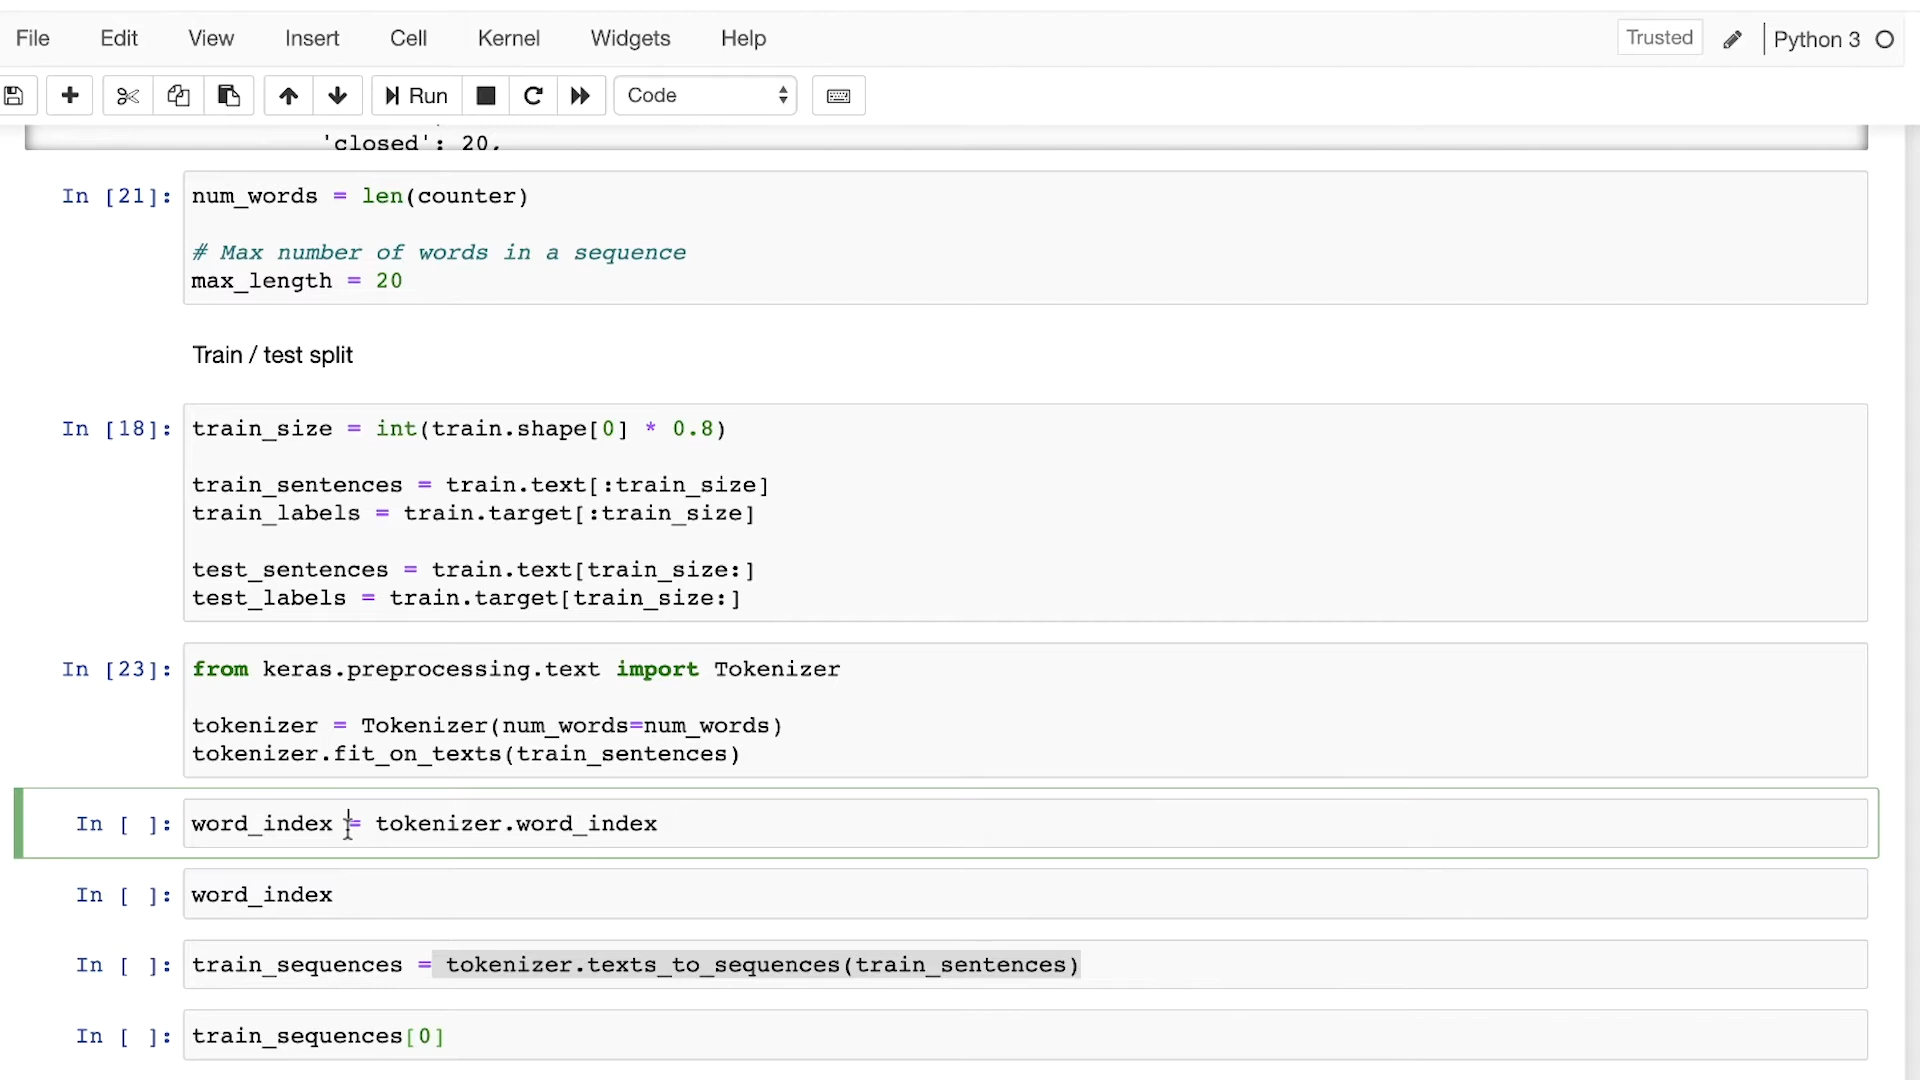 File Edit View Insert Cell Kernel Widgets Help Trusted Python 3
Run Code
'closed': 20,
In [21]: num_words = len(counter)
# Max number of words in a sequence
max_length = 20
Train / test split
In [18]: train_size = int(train.shape[0] * 0.8)
train_sentences = train.text[:train_size]
train_labels = train.target[:train_size]
test_sentences = train.text[train_size:]
test_labels = train.target[train_size:]
In [23]: from keras.preprocessing.text import Tokenizer
tokenizer = Tokenizer(num_words=num_words)
tokenizer.fit_on_texts(train_sentences)
In [ ]: word_index = tokenizer.word_index
In [ ]: word_index
In [ ]: train_sequences = tokenizer.texts_to_sequences(train_sentences)
In [ ]: train_sequences[0]